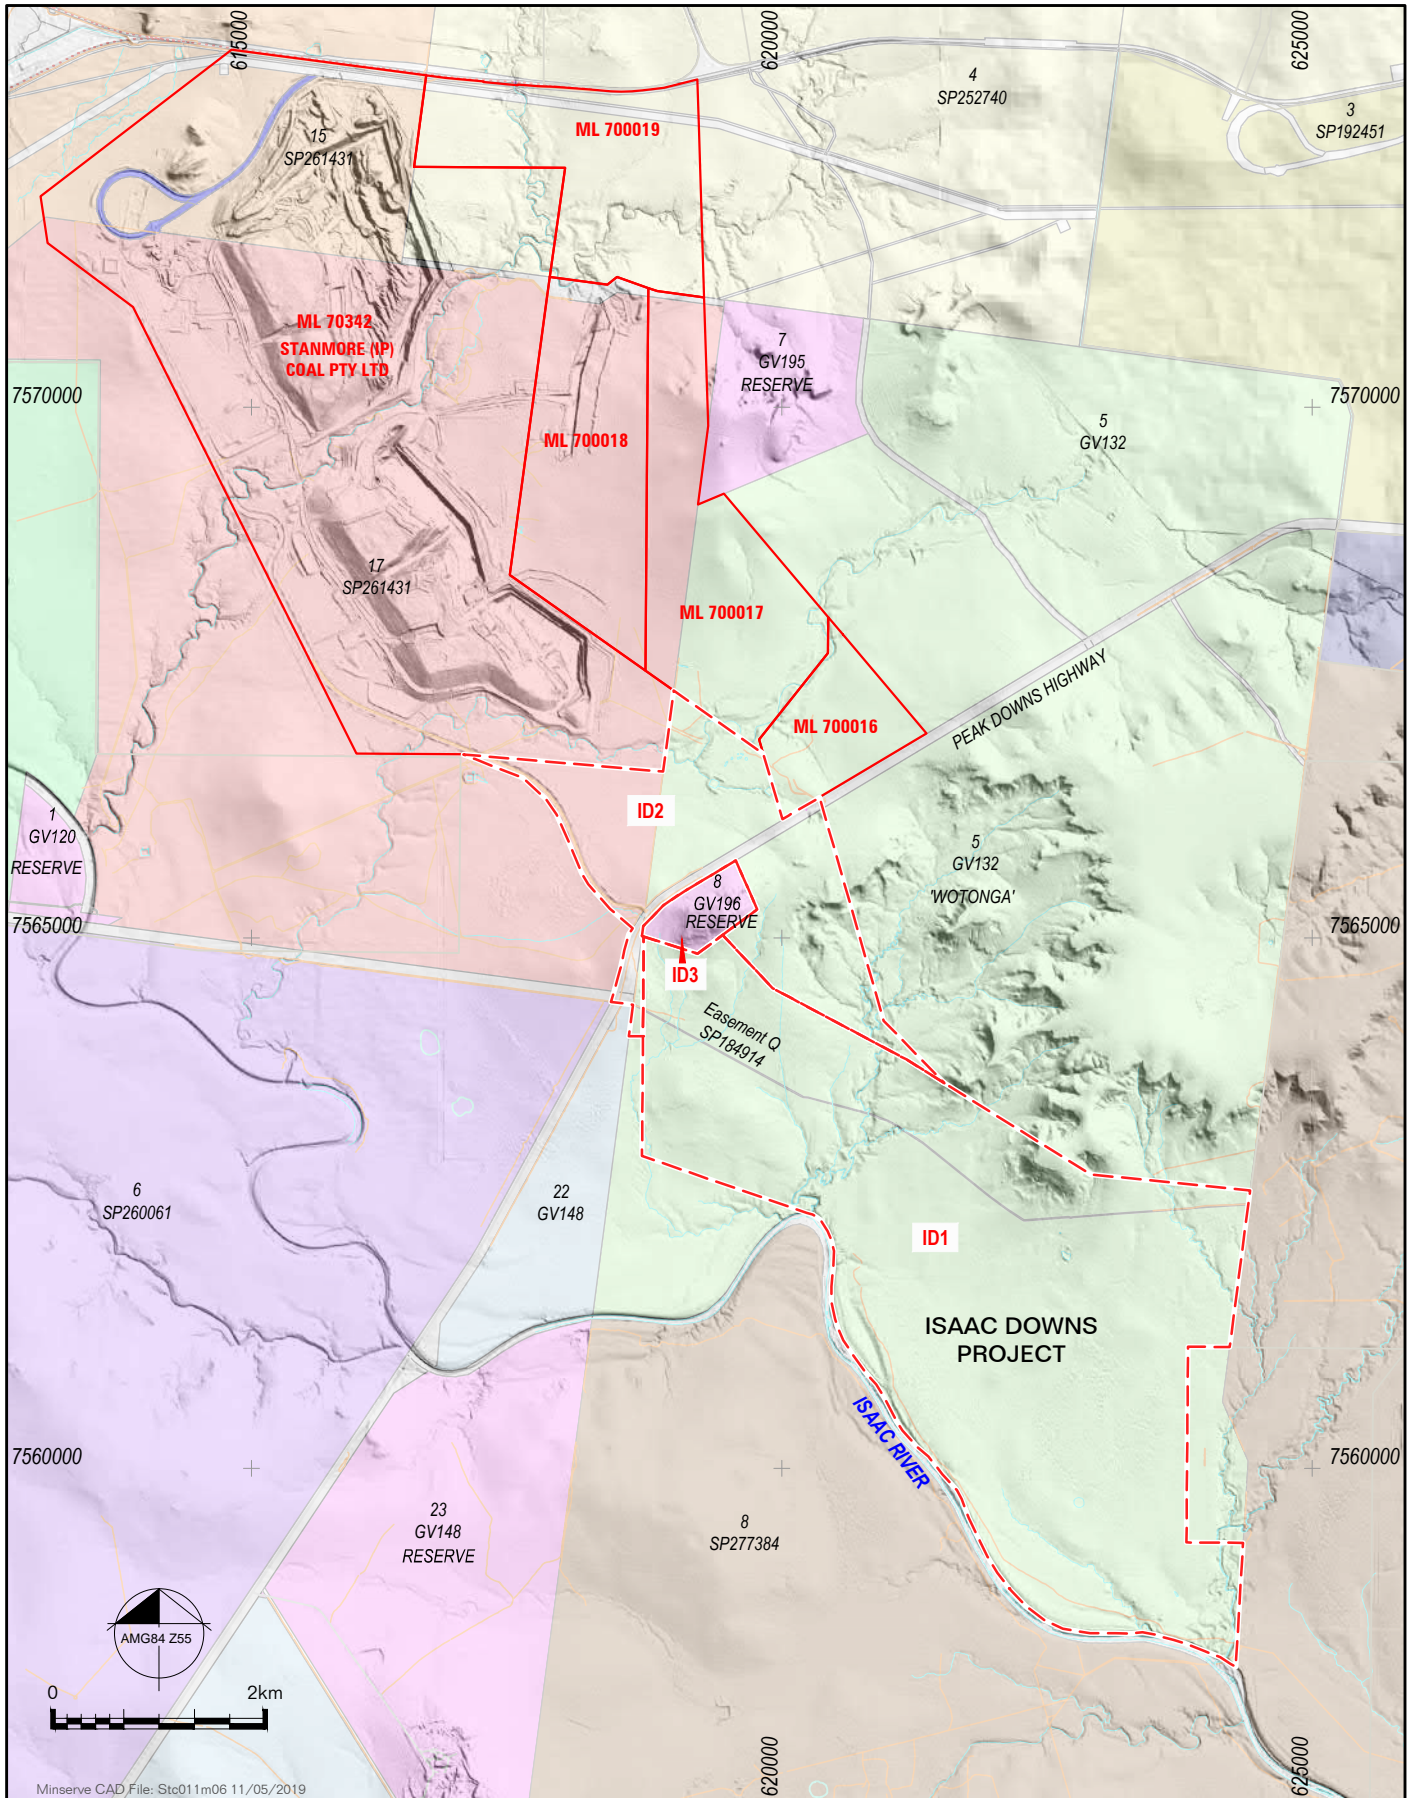 615000
620000
625000
4
SP252740
3
SP192451
ML 700019
15
SP261431
ML 70342
STANMORE (IP)
COAL PTY LTD
7
GV195
RESERVE
7570000
7570000
5
GV132
ML 700018
17
SP261431
ML 700017
PEAK DOWNS HIGHWAY
ML 700016
ID2
1
GV120
RESERVE
5
GV132
'WOTONGA'
8
GV196
RESERVE
7565000
7565000
ID3
Easement Q
SP184914
6
SP260061
22
GV148
ID1
ISAAC DOWNS
PROJECT
ISAAC RIVER
7560000
7560000
23
GV148
RESERVE
8
SP277384
AMG84 Z55
0
2km
620000
625000
Minserve CAD File: Stc011m06 11/05/2019